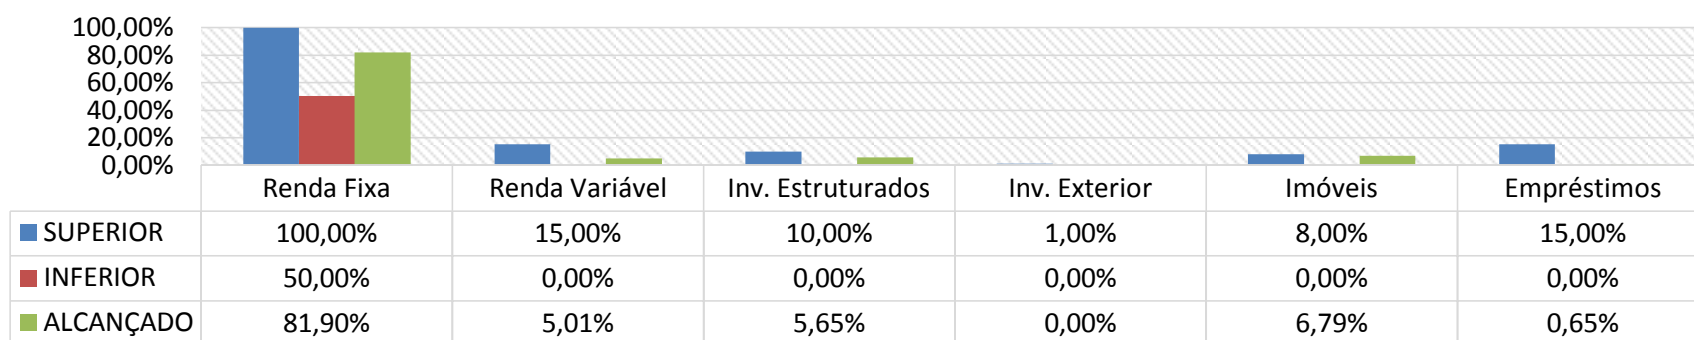 100,00%
80,00%
60,00%
40,00%
20,00%
0,00%
Renda Fixa Renda Variável Inv. Estruturados Inv. Exterior Imóveis Empréstimos
SUPERIOR 100,00% 15,00% 10,00% 1,00% 8,00% 15,00%
INFERIOR 50,00% 0,00% 0,00% 0,00% 0,00% 0,00%
ALCANÇADO 81,90% 5,01% 5,65% 0,00% 6,79% 0,65%